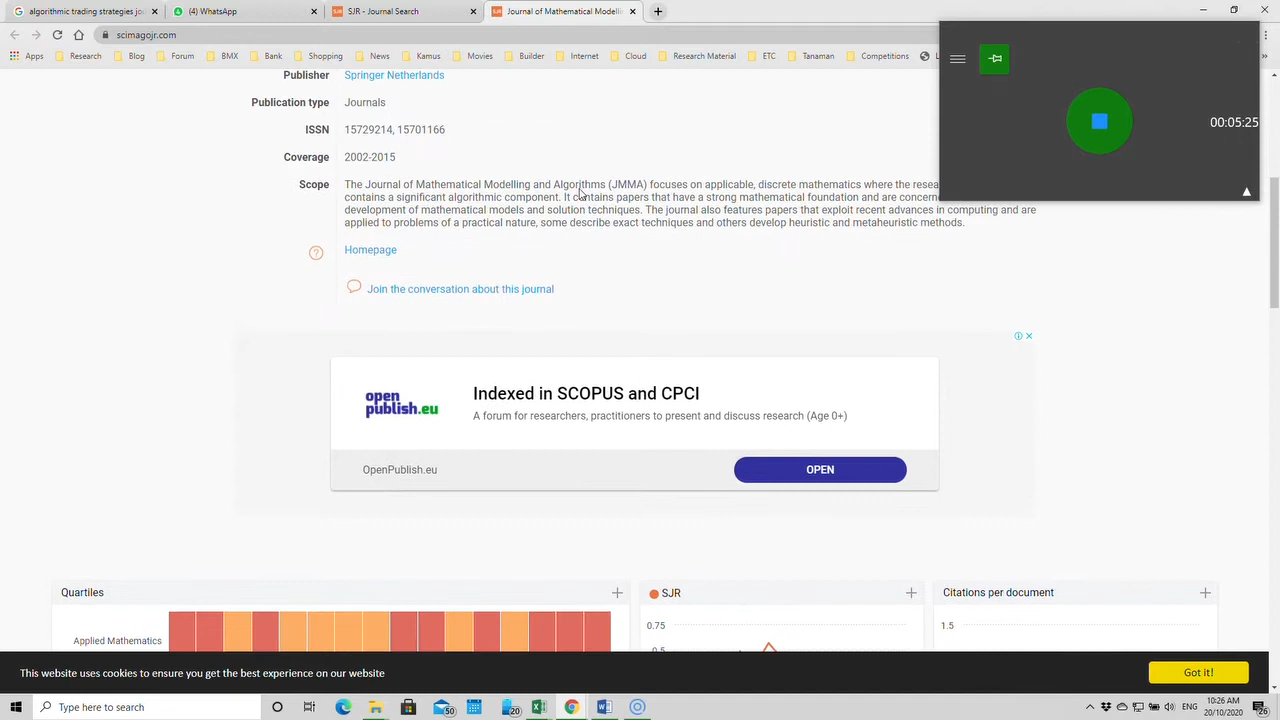 algorithmic trading strategies jou
(4) WhatsApp
SJR - Journal Search
Journal of Mathematical Modelli
scimagojr.com
Apps Research Blog Forum BMX Bank Shopping News Kamus Movies Builder Internet Cloud Research Material ETC Tanaman Competitions
00:05:25
Publisher Springer Netherlands
Publication type Journals
ISSN 15729214, 15701166
Coverage 2002-2015
Scope The Journal of Mathematical Modelling and Algorithms (JMMA) focuses on applicable, discrete mathematics where the resea
contains a significant algorithmic component. It contains papers that have a strong mathematical foundation and are concerne
development of mathematical models and solution techniques. The journal also features papers that exploit recent advances in computing and are
applied to problems of a practical nature, some describe exact techniques and others develop heuristic and metaheuristic methods.
Homepage
Join the conversation about this journal
open
publish.eu
Indexed in SCOPUS and CPCI
A forum for researchers, practitioners to present and discuss research (Age 0+)
OpenPublish.eu
OPEN
Quartiles
Applied Mathematics
SJR
0.75
0.5
Citations per document
1.5
This website uses cookies to ensure you get the best experience on our website
Got it!
Type here to search
50
20
ENG
10:26 AM
20/10/2020
26